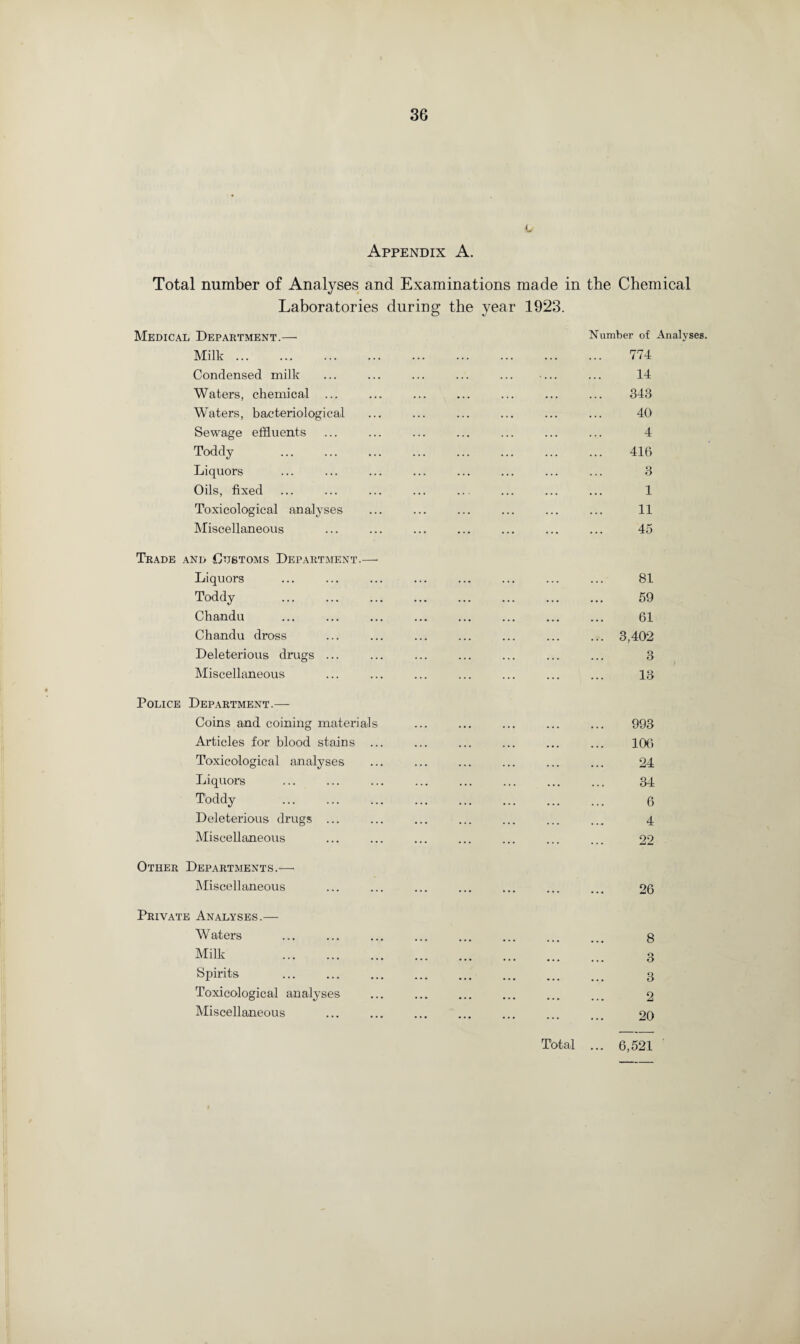 36
Appendix A.
Total number of Analyses and Examinations made in the Chemical
Laboratories during the year 1923.
Medical Department.— Number of Analyses.
Milk ... ... ... ... ... ... ... ... ... 774
Condensed milk ... ... ... ... ... ... ... 14
Waters, chemical ... ... ... ... ... ... ... 343
Waters, bacteriological ... ... ... ... ... ... 40
Sewage effluents ... ... ... ... ... ... ... 4
Toddy ... ... ... ... ... ... ... ... 416
Liquors ... ... ... ... ... ... ... ... 3
Oils, fixed ... ... ... ... ... ... ... ... 1
Toxicological analyses ... ... ... ... ... ... 11
Miscellaneous ... ... ... ... ... ... ... 45
Trade and Customs Department.—
Liquors ... ... ... ... ... ... ... ... 81
Toddy ... ... ... ... ... ... ... ... 59
Chandu ... ... ... ... ... ... ... ... 61
Chandu dross ... ... ... ... ... ... ... 3,402
Deleterious drugs ... ... ... ... ... ... ... 3
Miscellaneous ... ... ... ... ... ... ... 13
Police Department.—
Coins and coining materials ... ... ... ... ... 993
Articles for blood stains ... ... ... ... ... ... 106
Toxicological analyses ... ... ... ... ... ... 24
Liquors ... ... ... ... ... ... ... ... 34
Toddy ... ... ... ... ... ... ... ... 6
Deleterious drugs ... ... ... ... ... ... ... 4
Miscellaneous ... ... ... ... ... ... ... 22
Other Departments.—
Miscellaneous ... ... ... ... ... ... ... 26
Private Analyses.—
Waters ... ... ... ... ... ... ... ... 8
Milk ... ... ... ... ... ... ... ... 3
Spirits ... ... ... ... ... ... ... ... 3
Toxicological analyses ... ... ... ... ... ... 2
Miscellaneous ... ... ... ... ... ... ... 20
Total ... 6,521